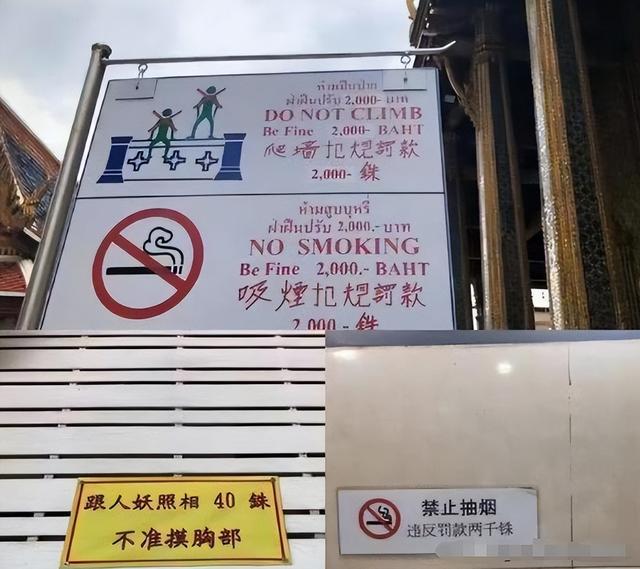 ห้ามปีนป่าย
ฝ่าฝืนปรับ 2,000- บาท
DO NOT CLIMB
Be Fine 2,000- BAHT
爬墻犯規罰款
2,000- 銖
ห้ามสูบบุหรี่
ฝ่าฝืนปรับ 2,000.- บาท
NO SMOKING
Be Fine 2,000.- BAHT
吸煙犯規罰款
2,000- 銖
跟人妖照相 40 銖
不准摸胸部
禁止抽烟
违反罚款两千铢